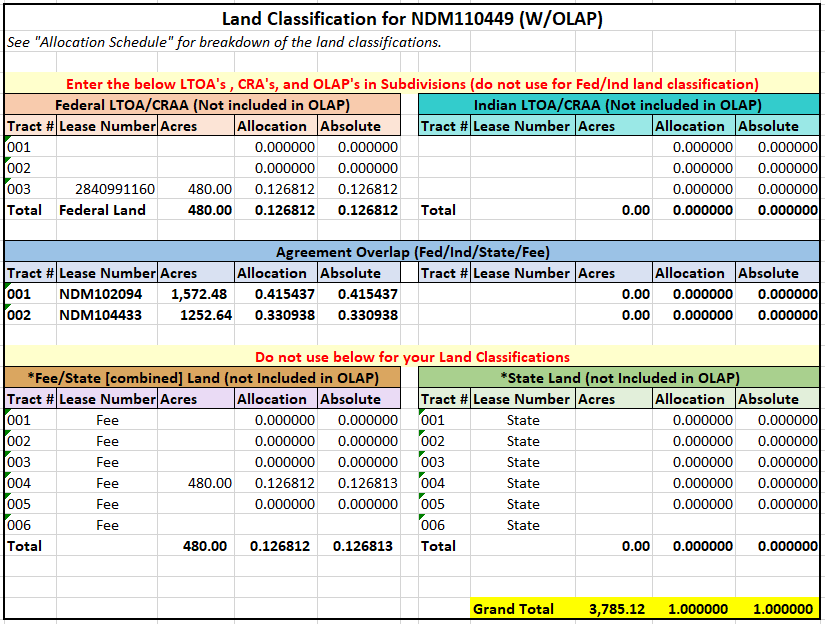 Land Classification for NDM110449 (W/OLAP)
See "Allocation Schedule" for breakdown of the land classifications.
Enter the below LTOA's , CRA's, and OLAP's in Subdivisions (do not use for Fed/Ind land classification)
Federal LTOA/CRAA (Not included in OLAP) Indian LTOA/CRAA (Not included in OLAP)
Tract # Lease Number Acres Allocation Absolute Tract # Lease Number Acres Allocation Absolute
001 0.000000 0.000000 0.000000 0.000000
002 0.000000 0.000000 0.000000 0.000000
003 2840991160 480.00 0.126812 0.126812 0.000000 0.000000
Total Federal Land 480.00 0.126812 0.126812 Total 0.00 0.000000 0.000000
Agreement Overlap (Fed/Ind/State/Fee)
Tract # Lease Number Acres Allocation Absolute Tract # Lease Number Acres Allocation Absolute
001 NDM102094 1,572.48 0.415437 0.415437 0.00 0.000000 0.000000
002 NDM104433 1252.64 0.330938 0.330938 0.00 0.000000 0.000000
Do not use below for your Land Classifications
*Fee/State [combined] Land (not Included in OLAP) *State Land (not Included in OLAP)
Tract # Lease Number Acres Allocation Absolute Tract # Lease Number Acres Allocation Absolute
001 Fee 0.000000 0.000000 001 State 0.000000 0.000000
002 Fee 0.000000 0.000000 002 State 0.000000 0.000000
003 Fee 0.000000 0.000000 003 State 0.000000 0.000000
004 Fee 480.00 0.126812 0.126813 004 State 0.000000 0.000000
005 Fee 0.000000 0.000000 005 State 0.000000 0.000000
006 Fee 006 State
Total 480.00 0.126812 0.126813 Total 0.00 0.000000 0.000000
Grand Total 3,785.12 1.000000 1.000000